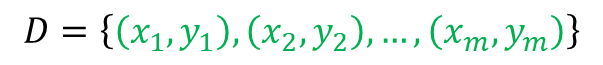 D = {(x₁, y₁), (x₂, y₂), … , (xₘ, yₘ)}